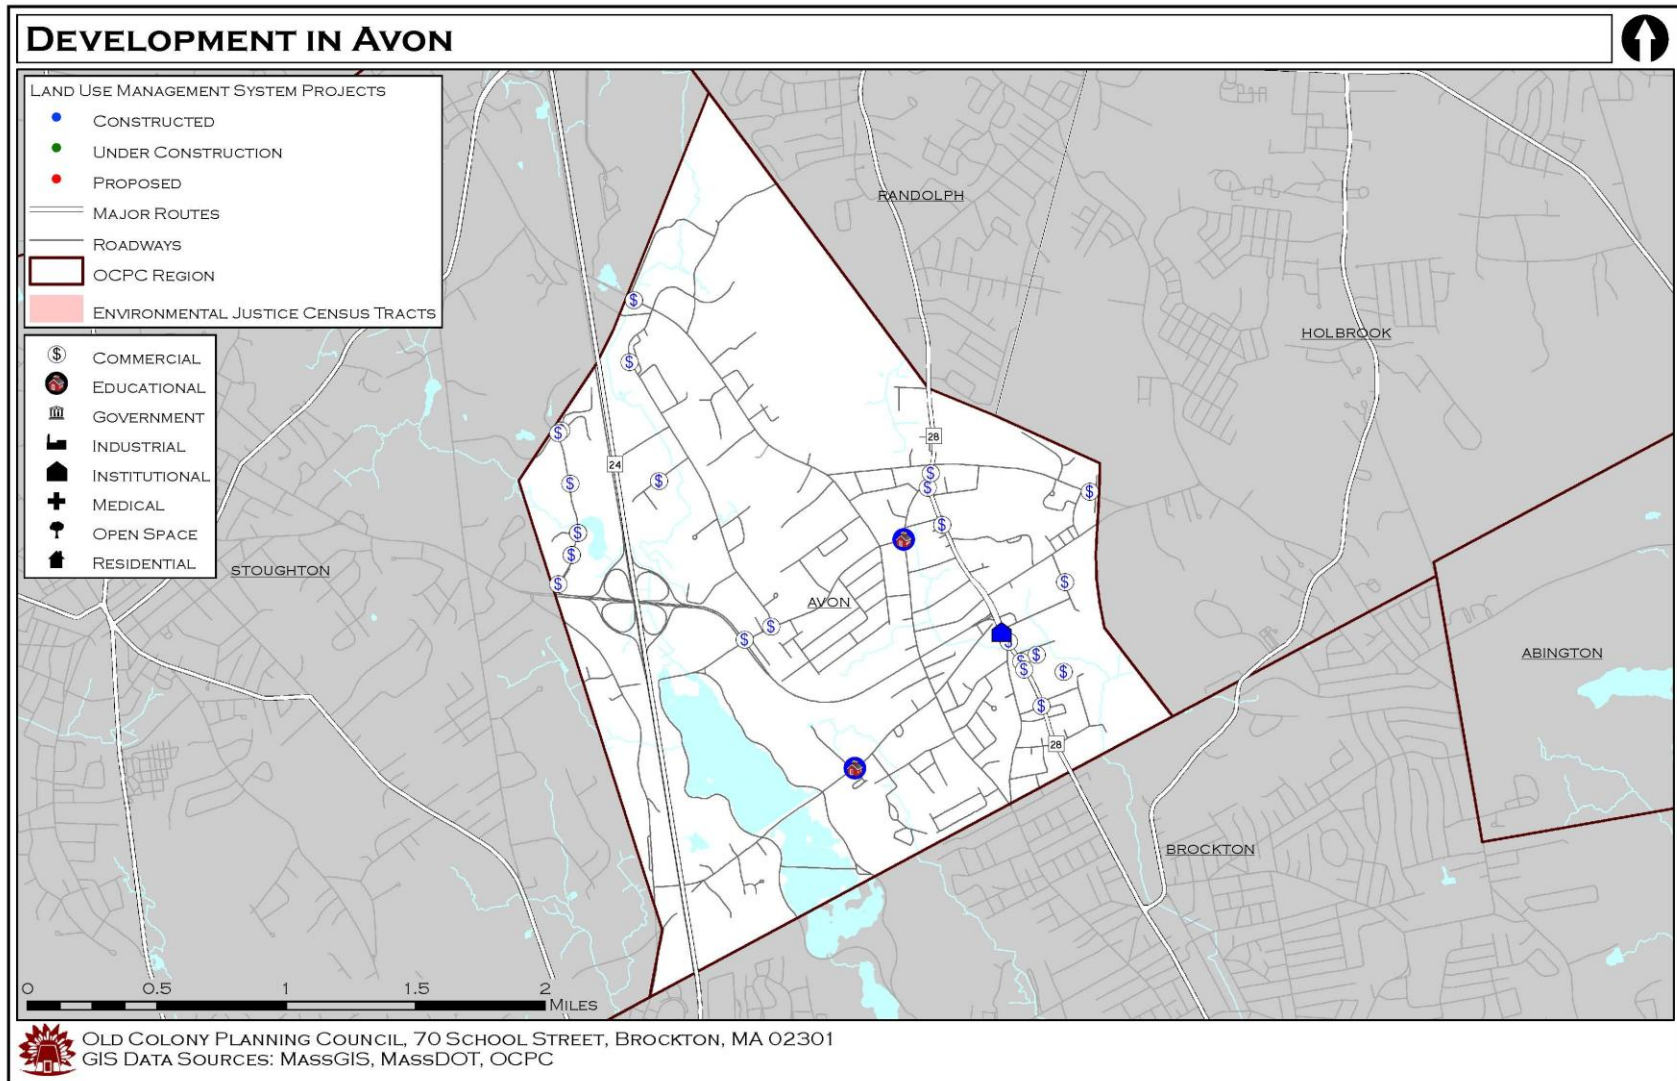 DEVELOPMENT IN AVON
LAND USE MANAGEMENT SYSTEM PROJECTS
CONSTRUCTED
UNDER CONSTRUCTION
PROPOSED
MAJOR ROUTES
ROADWAYS
OCPC REGION
ENVIRONMENTAL JUSTICE CENSUS TRACTS
$ COMMERCIAL
EDUCATIONAL
GOVERNMENT
INDUSTRIAL
INSTITUTIONAL
MEDICAL
OPEN SPACE
RESIDENTIAL
RANDOLPH
HOLBROOK
$
$
28
$
24
$
$
$
$
$
$
$
$
$
STOUGHTON
$
$
AVON
$
$
$
$
$
$
$
ABINGTON
$
28
BROCKTON
0 0.5 1 1.5 2
MILES
OLD COLONY PLANNING COUNCIL, 70 SCHOOL STREET, BROCKTON, MA 02301
GIS DATA SOURCES: MASSGIS, MASSDOT, OCPC